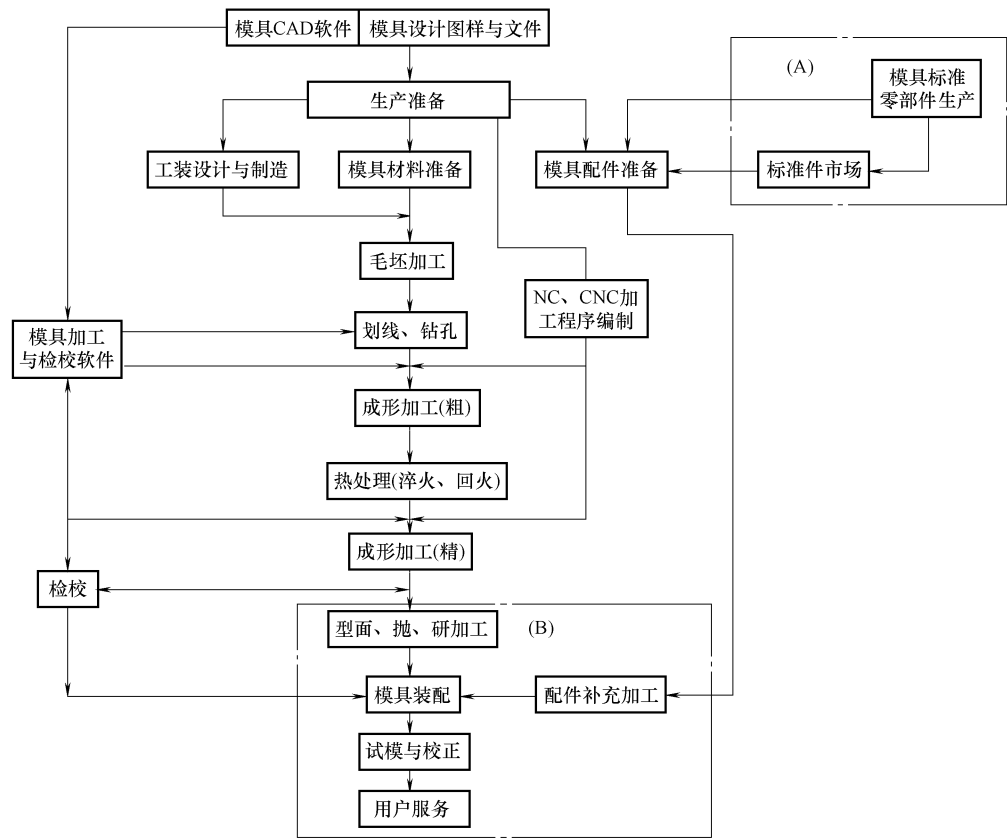 模具CAD软件 模具设计图样与文件
(A)
模具标准
零部件生产
生产准备
工装设计与制造
模具材料准备
模具配件准备
标准件市场
毛坯加工
NC、CNC加
工程序编制
模具加工
与检校软件
划线、钻孔
成形加工(粗)
热处理(淬火、回火)
成形加工(精)
检校
型面、抛、研加工
(B)
模具装配
配件补充加工
试模与校正
用户服务